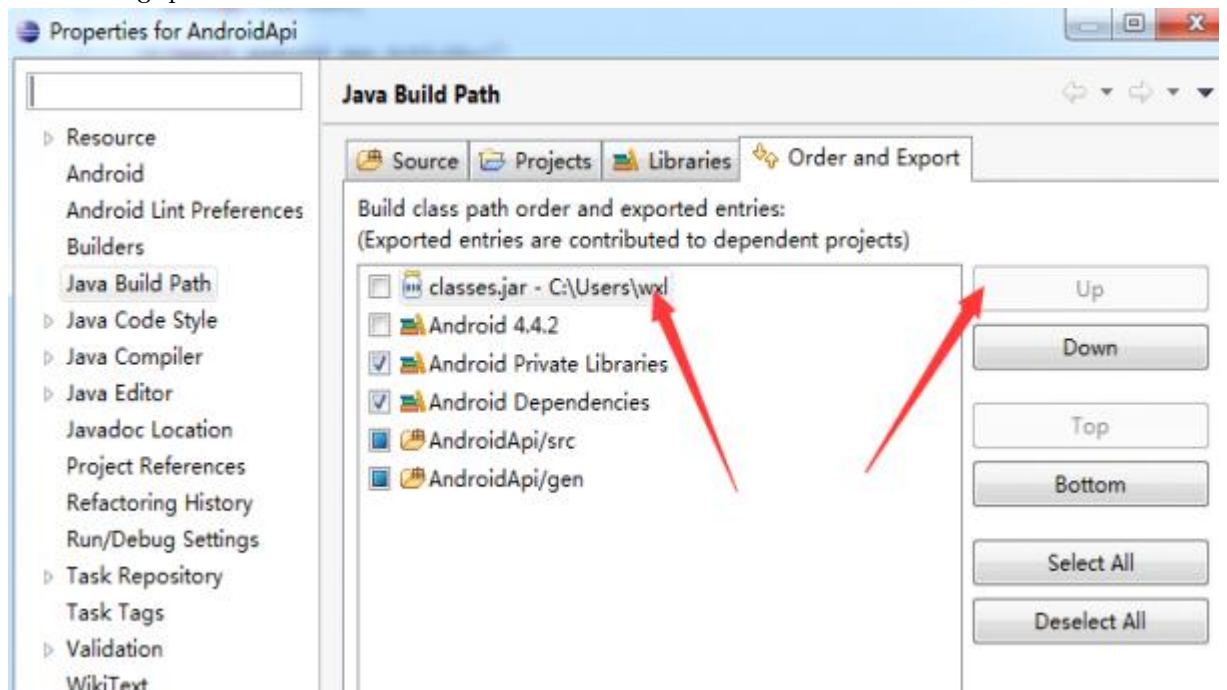 Properties for AndroidApi
Java Build Path
Resource
Android
Android Lint Preferences
Builders
Java Build Path
Java Code Style
Java Compiler
Java Editor
Javadoc Location
Project References
Refactoring History
Run/Debug Settings
Task Repository
Task Tags
Validation
WikiText
Source Projects Libraries Order and Export
Build class path order and exported entries:
(Exported entries are contributed to dependent projects)
classes.jar - C:\Users\wxl
Android 4.4.2
Android Private Libraries
Android Dependencies
AndroidApi/src
AndroidApi/gen
Up
Down
Top
Bottom
Select All
Deselect All